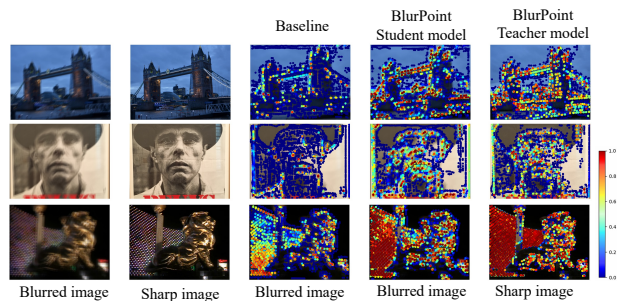 Baseline
BlurPoint
Student model
BlurPoint
Teacher model
1.0
0.8
0.6
0.4
0.2
0.0
Blurred image
Sharp image
Blurred image
Blurred image
Sharp image